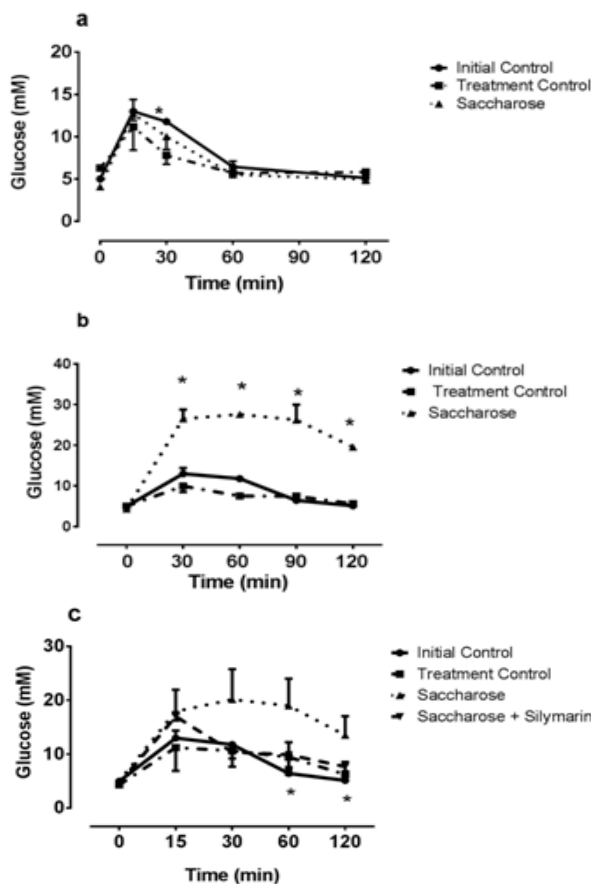 a
20
15
10
5
0
Glucose (mM)
*
0 30 60 90 120
Time (min)
Initial Control
Treatment Control
Saccharose
b
40
30
20
10
0
Glucose (mM)
* * * *
0 30 60 90 120
Time (min)
Initial Control
Treatment Control
Saccharose
c
30
20
10
0
Glucose (mM)
* *
0 15 30 60 120
Time (min)
Initial Control
Treatment Control
Saccharose
Saccharose + Silymarin